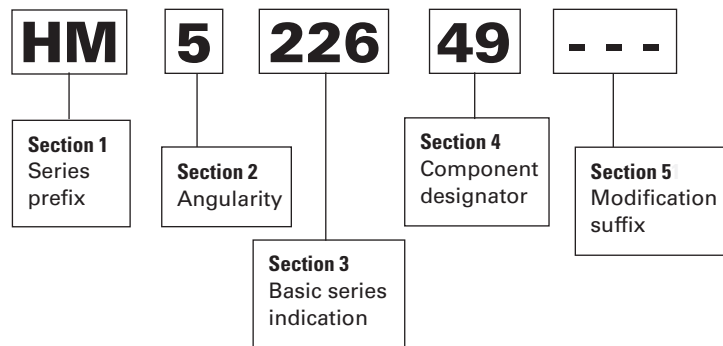 HM 5 226 49 - - -
Section 1
Series
prefix
Section 2
Angularity
Section 3
Basic series
indication
Section 4
Component
designator
Section 5
Modification
suffix